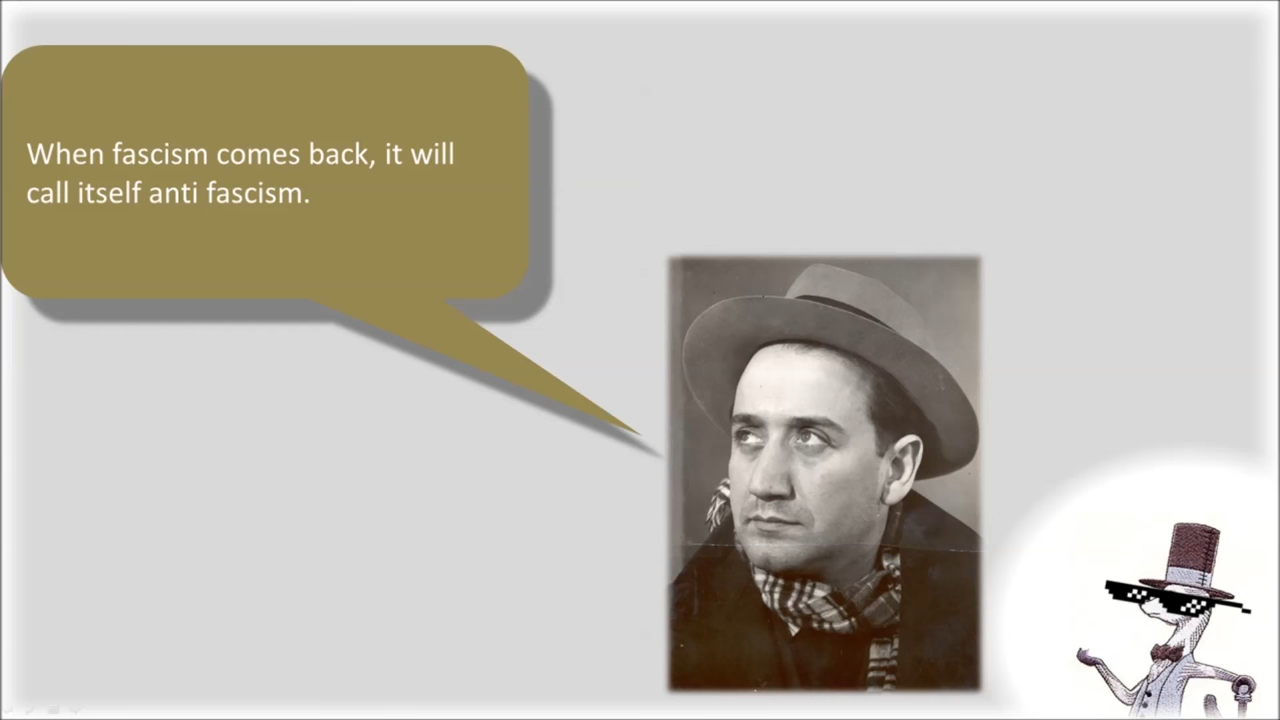 When fascism comes back, it will
call itself anti fascism.